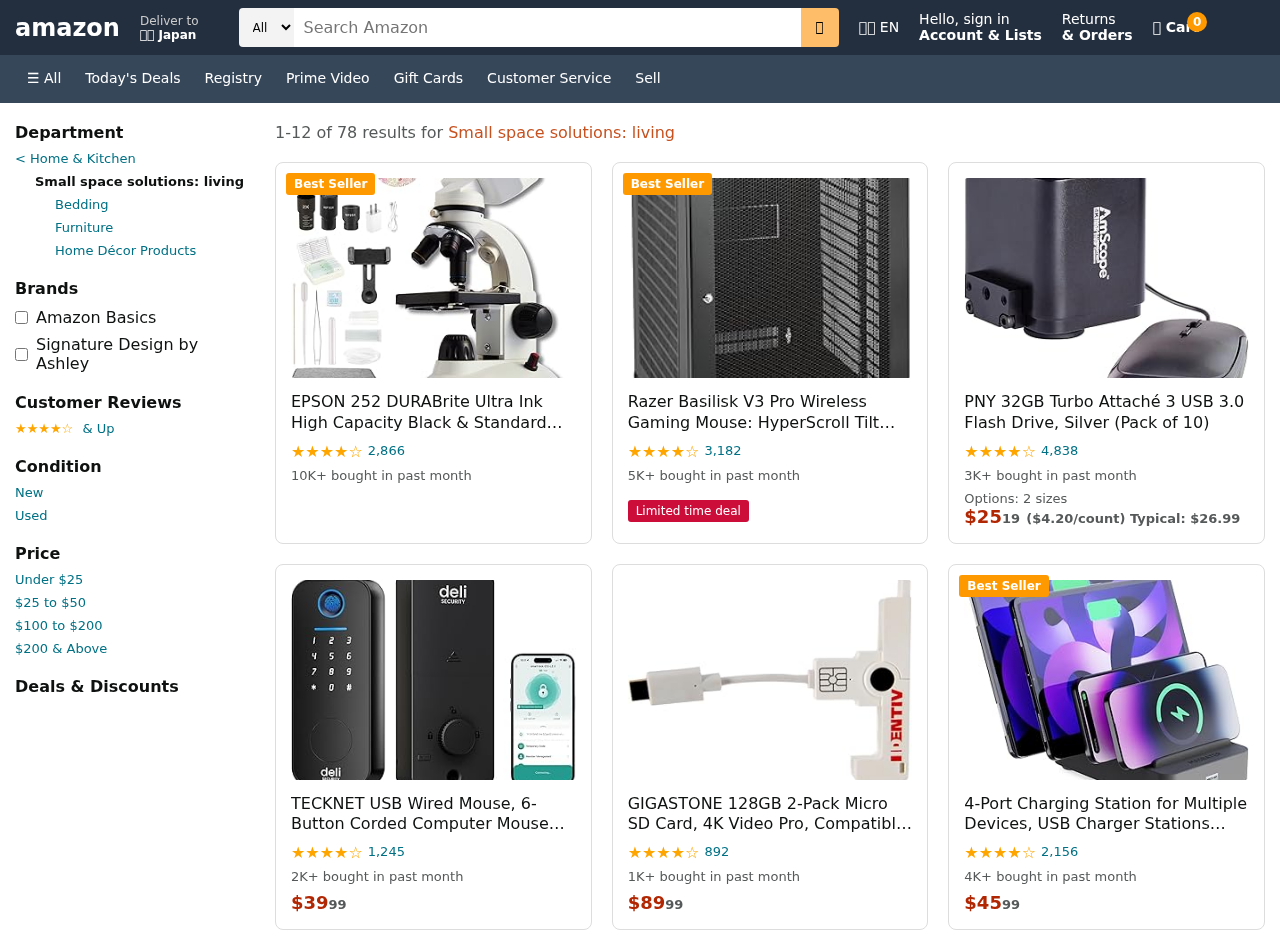 amazon
Deliver to
Japan
All
Search Amazon
EN
Hello, sign in
Account & Lists
Returns
& Orders
0
☰ All
Today's Deals
Registry
Prime Video
Gift Cards
Customer Service
Sell
Department
< Home & Kitchen
Small space solutions: living
Bedding
Furniture
Home Décor Products
Brands
Amazon Basics
Signature Design by
Ashley
Customer Reviews
★★★★☆ & Up
Condition
New
Used
Price
Under $25
$25 to $50
$100 to $200
$200 & Above
Deals & Discounts
1-12 of 78 results for Small space solutions: living
Best Seller
EPSON 252 DURABrite Ultra Ink
High Capacity Black & Standard…
★★★★☆ 2,866
10K+ bought in past month
Best Seller
Razer Basilisk V3 Pro Wireless
Gaming Mouse: HyperScroll Tilt…
★★★★☆ 3,182
5K+ bought in past month
Limited time deal
AmScope
PNY 32GB Turbo Attaché 3 USB 3.0
Flash Drive, Silver (Pack of 10)
★★★★☆ 4,838
3K+ bought in past month
Options: 2 sizes
$2519 ($4.20/count) Typical: $26.99
deli
SECURITY
1 2 3
4 5 6
7 8 9
* 0 #
deli
TECKNET USB Wired Mouse, 6-
Button Corded Computer Mouse…
★★★★☆ 1,245
2K+ bought in past month
$3999
IDENTIV
GIGASTONE 128GB 2-Pack Micro
SD Card, 4K Video Pro, Compatibl…
★★★★☆ 892
1K+ bought in past month
$8999
Best Seller
4-Port Charging Station for Multiple
Devices, USB Charger Stations…
★★★★☆ 2,156
4K+ bought in past month
$4599